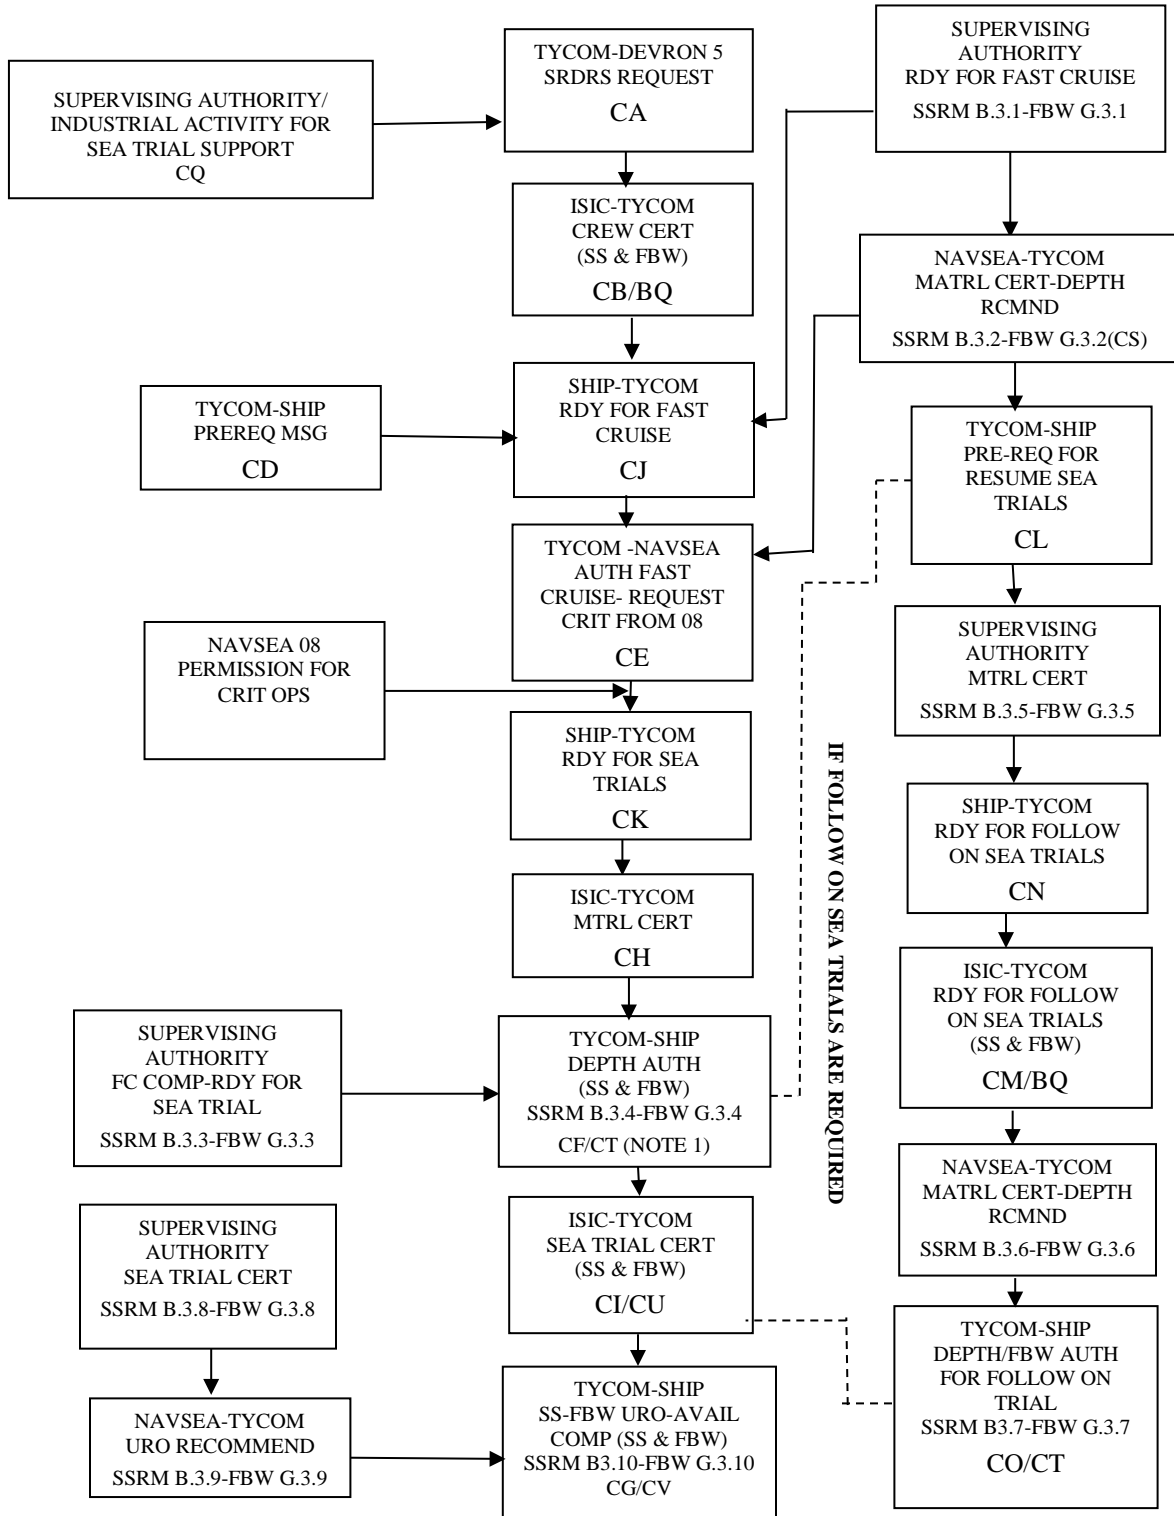 TYCOM-DEVRON 5
SRDRS REQUEST
CA
SUPERVISING
AUTHORITY
RDY FOR FAST CRUISE
SSRM B.3.1-FBW G.3.1
SUPERVISING AUTHORITY/
INDUSTRIAL ACTIVITY FOR
SEA TRIAL SUPPORT
CQ
ISIC-TYCOM
CREW CERT
(SS & FBW)
CB/BQ
NAVSEA-TYCOM
MATRL CERT-DEPTH
RCMND
SSRM B.3.2-FBW G.3.2(CS)
TYCOM-SHIP
PREREQ MSG
CD
SHIP-TYCOM
RDY FOR FAST
CRUISE
CJ
TYCOM-SHIP
PRE-REQ FOR
RESUME SEA
TRIALS
CL
TYCOM -NAVSEA
AUTH FAST
CRUISE- REQUEST
CRIT FROM 08
CE
NAVSEA 08
PERMISSION FOR
CRIT OPS
SUPERVISING
AUTHORITY
MTRL CERT
SSRM B.3.5-FBW G.3.5
SHIP-TYCOM
RDY FOR SEA
TRIALS
CK
IF FOLLOW ON SEA TRIALS ARE REQUIRED
SHIP-TYCOM
RDY FOR FOLLOW
ON SEA TRIALS
CN
ISIC-TYCOM
MTRL CERT
CH
ISIC-TYCOM
RDY FOR FOLLOW
ON SEA TRIALS
(SS & FBW)
CM/BQ
SUPERVISING
AUTHORITY
FC COMP-RDY FOR
SEA TRIAL
SSRM B.3.3-FBW G.3.3
TYCOM-SHIP
DEPTH AUTH
(SS & FBW)
SSRM B.3.4-FBW G.3.4
CF/CT (NOTE 1)
NAVSEA-TYCOM
MATRL CERT-DEPTH
RCMND
SSRM B.3.6-FBW G.3.6
SUPERVISING
AUTHORITY
SEA TRIAL CERT
SSRM B.3.8-FBW G.3.8
ISIC-TYCOM
SEA TRIAL CERT
(SS & FBW)
CI/CU
TYCOM-SHIP
DEPTH/FBW AUTH
FOR FOLLOW ON
TRIAL
SSRM B3.7-FBW G.3.7
CO/CT
NAVSEA-TYCOM
URO RECOMMEND
SSRM B.3.9-FBW G.3.9
TYCOM-SHIP
SS-FBW URO-AVAIL
COMP (SS & FBW)
SSRM B3.10-FBW G.3.10
CG/CV